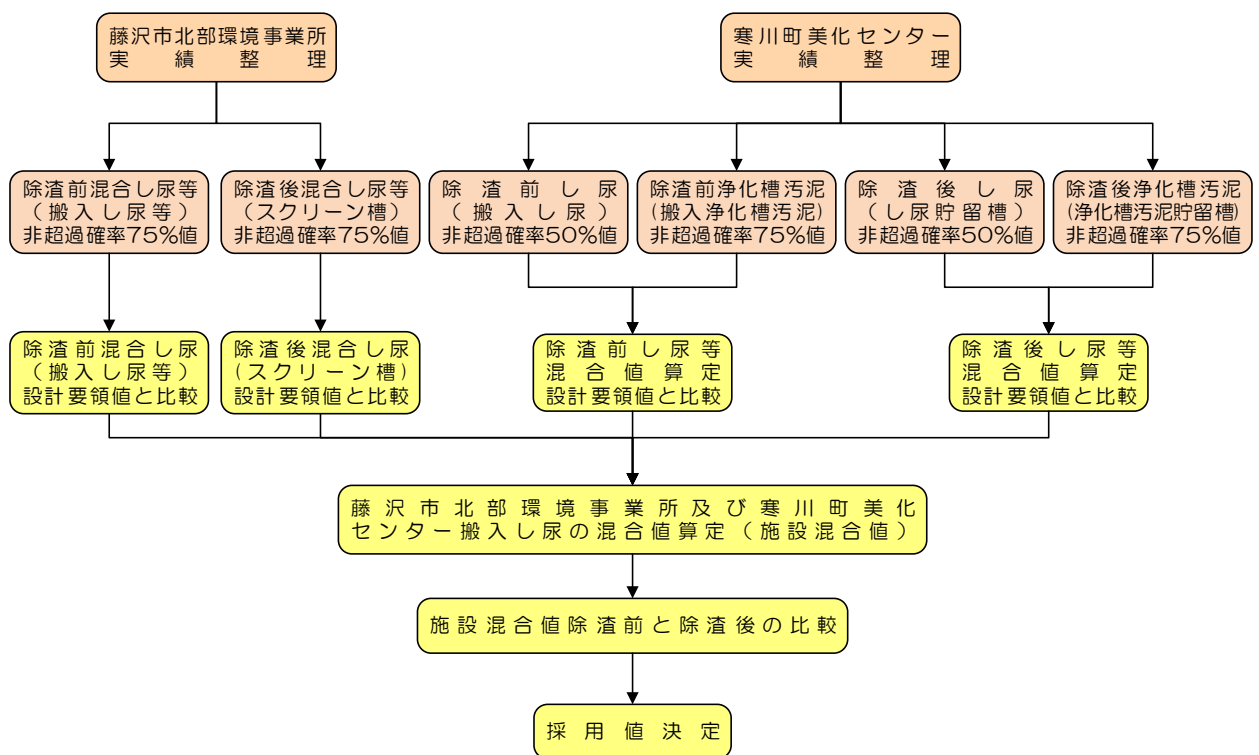 藤沢市北部環境事業所
実績整理
寒川町美化センター
実績整理
除渣前混合し尿等
（搬入し尿等）
非超過確率75%値
除渣後混合し尿等
（スクリーン槽）
非超過確率75%値
除渣前し尿
（搬入し尿）
非超過確率50%値
除渣前浄化槽汚泥
(搬入浄化槽汚泥)
非超過確率75%値
除渣後し尿
（し尿貯留槽）
非超過確率50%値
除渣後浄化槽汚泥
(浄化槽汚泥貯留槽)
非超過確率75%値
除渣前混合し尿
（搬入し尿等）
設計要領値と比較
除渣後混合し尿
(スクリーン槽)
設計要領値と比較
除渣前し尿等
混合値算定
設計要領値と比較
除渣後し尿等
混合値算定
設計要領値と比較
藤沢市北部環境事業所及び寒川町美化
センター搬入し尿の混合値算定（施設混合値）
施設混合値除渣前と除渣後の比較
採用値決定